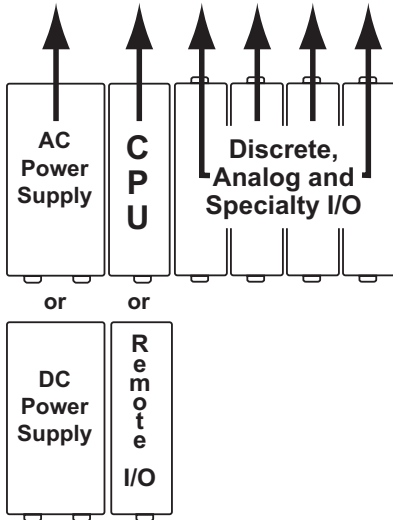 AC
Power
Supply
C
P
U
Discrete,
Analog and
Specialty I/O
or
or
DC
Power
Supply
R
e
m
o
t
e
I/O